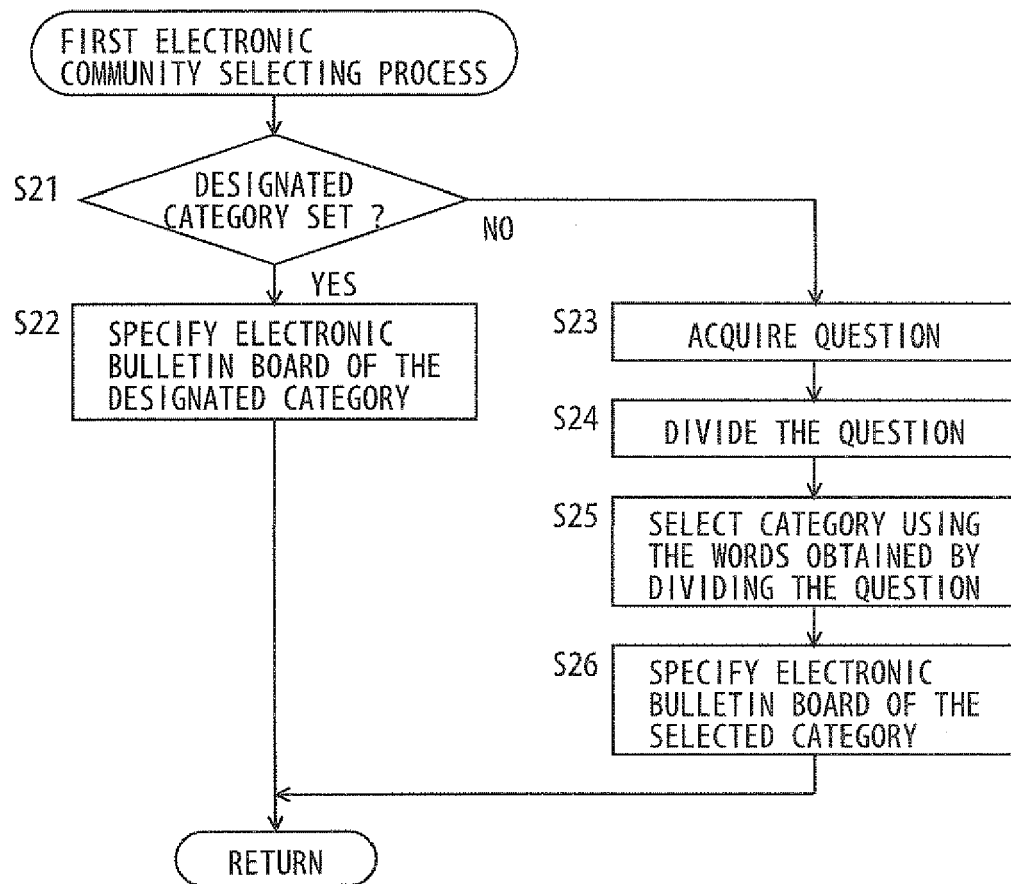 FIRST ELECTRONIC
COMMUNITY SELECTING PROCESS
S21
DESIGNATED
CATEGORY SET ?
NO
YES
S22
SPECIFY ELECTRONIC
BULLETIN BOARD OF THE
DESIGNATED CATEGORY
S23
ACQUIRE QUESTION
S24
DIVIDE THE QUESTION
S25
SELECT CATEGORY USING
THE WORDS OBTAINED BY
DIVIDING THE QUESTION
S26
SPECIFY ELECTRONIC
BULLETIN BOARD OF THE
SELECTED CATEGORY
RETURN